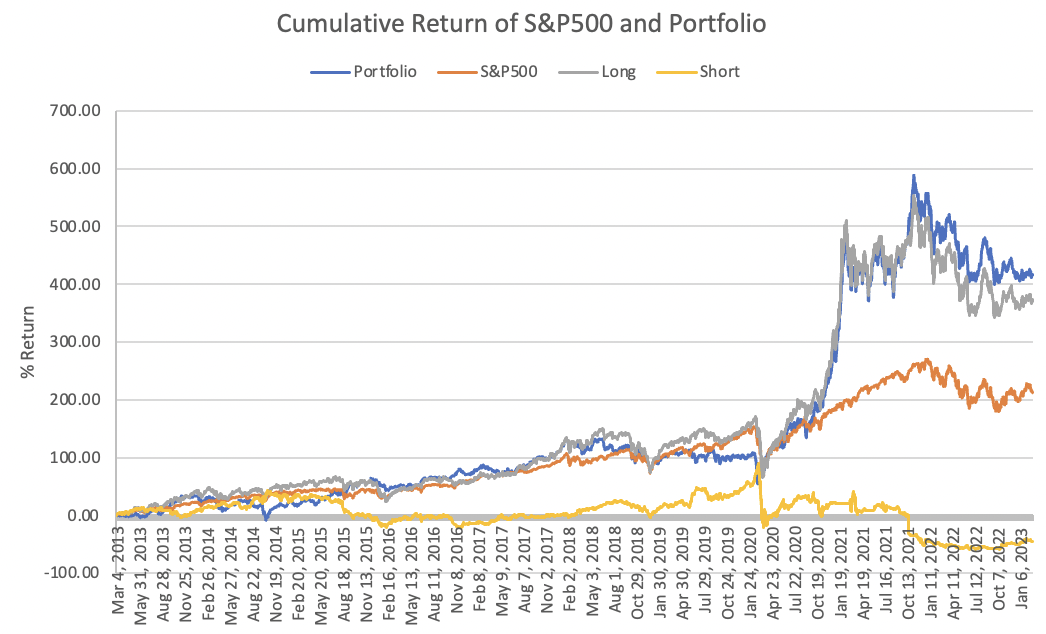 Cumulative Return of S&P500 and Portfolio
Portfolio S&P500 Long Short
700.00
600.00
500.00
400.00
300.00
200.00
100.00
0.00
-100.00
% Return
Mar 4, 2013
May 31, 2013
Aug 28, 2013
Nov 25, 2013
Feb 26, 2014
May 27, 2014
Aug 22, 2014
Nov 19, 2014
Feb 20, 2015
May 20, 2015
Aug 18, 2015
Nov 13, 2015
Feb 16, 2016
May 13, 2016
Aug 11, 2016
Nov 8, 2016
Feb 8, 2017
May 9, 2017
Aug 7, 2017
Nov 2, 2017
Feb 2, 2018
May 3, 2018
Aug 1, 2018
Oct 29, 2018
Jan 30, 2019
Apr 30, 2019
Jul 29, 2019
Oct 24, 2019
Jan 24, 2020
Apr 23, 2020
Jul 22, 2020
Oct 19, 2020
Jan 19, 2021
Apr 19, 2021
Jul 16, 2021
Oct 13, 2021
Jan 11, 2022
Apr 11, 2022
Jul 12, 2022
Oct 7, 2022
Jan 6, 2023